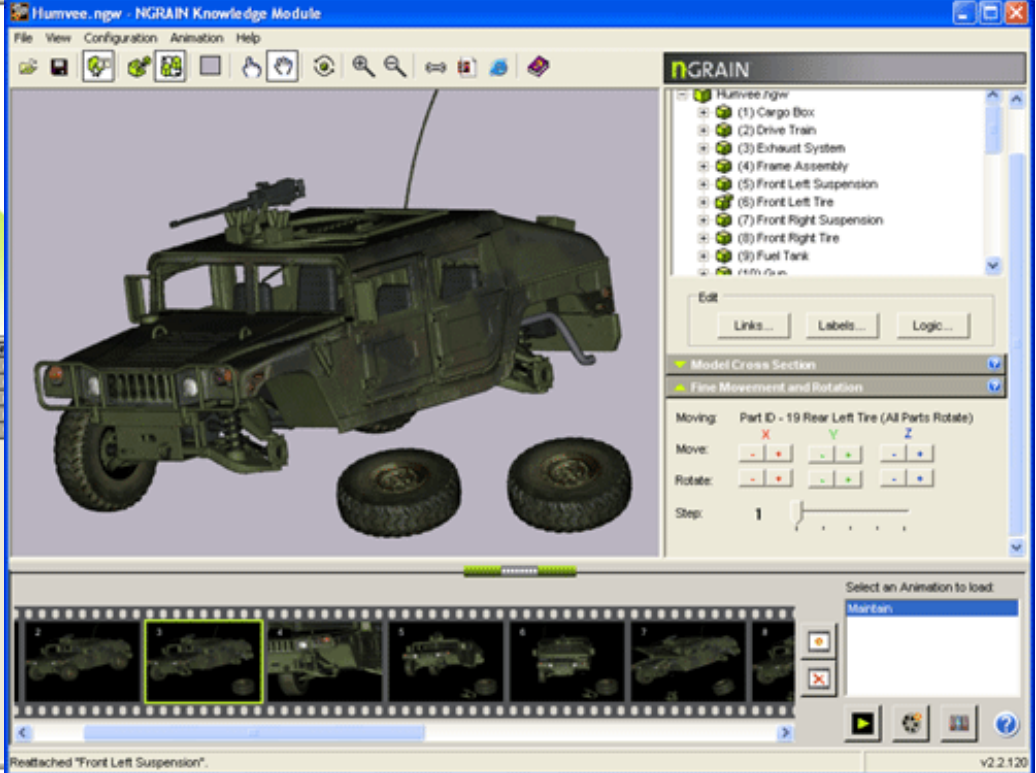 Humvee.ngw - NGRAIN Knowledge Module
File View Configuration Animation Help
NGRAIN
Humvee.ngw
(1) Cargo Box
(2) Drive Train
(3) Exhaust System
(4) Frame Assembly
(5) Front Left Suspension
(6) Front Left Tire
(7) Front Right Suspension
(8) Front Right Tire
(9) Fuel Tank
(10) Gun
Edit
Links... Labels... Logic...
Model Cross Section
Fine Movement and Rotation
Moving: Part ID - 19 Rear Left Tire (All Parts Rotate)
X Y Z
Move: - + - + - +
Rotate: - + - + - +
Step: 1
Select an Animation to load:
Maintain
2 3 4 5 6 7 8
Reattached "Front Left Suspension".
v2.2.120